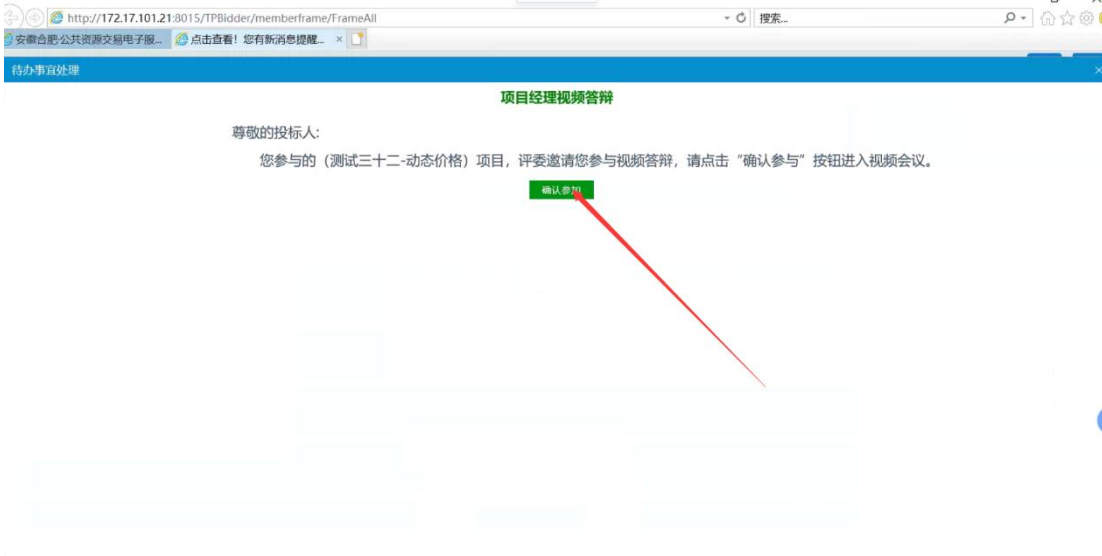 http://172.17.101.21:8015/TPBidder/memberframe/FrameAll
搜索...
安徽合肥公共资源交易电子服...
点击查看！您有新消息提醒...
待办事宜处理
项目经理视频答辩
尊敬的投标人:
您参与的（测试三十二-动态价格）项目，评委邀请您参与视频答辩，请点击“确认参与”按钮进入视频会议。
确认参加